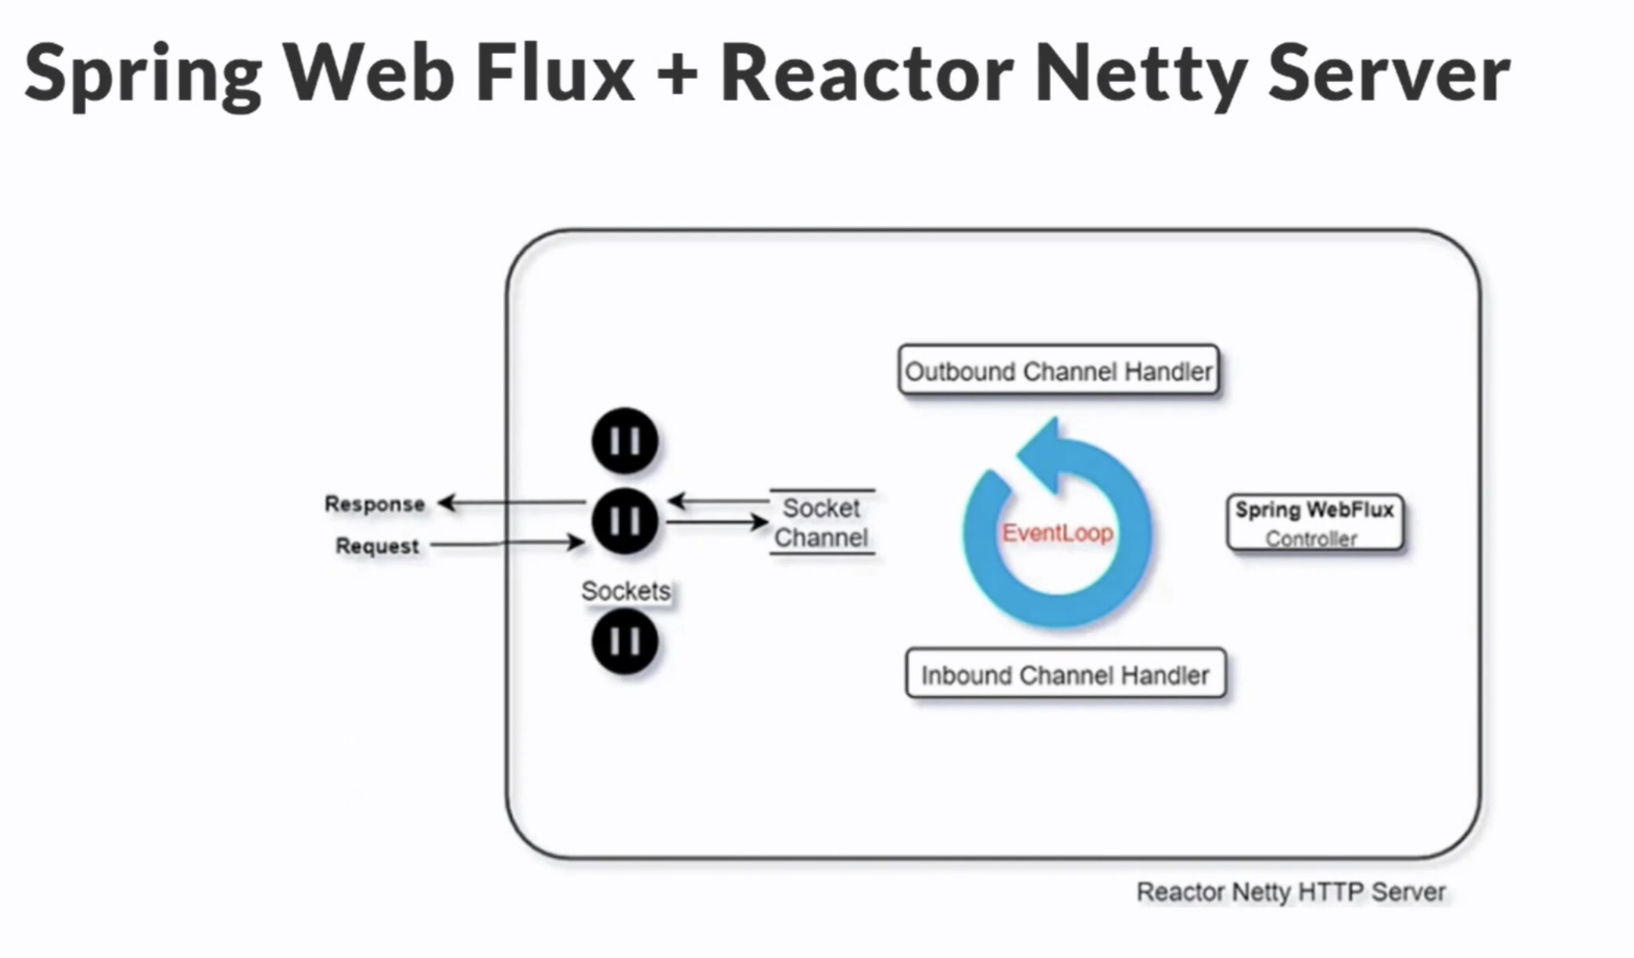 Spring Web Flux + Reactor Netty Server
Outbound Channel Handler
Response
Request
Sockets
Socket
Channel
EventLoop
Spring WebFlux
Controller
Inbound Channel Handler
Reactor Netty HTTP Server